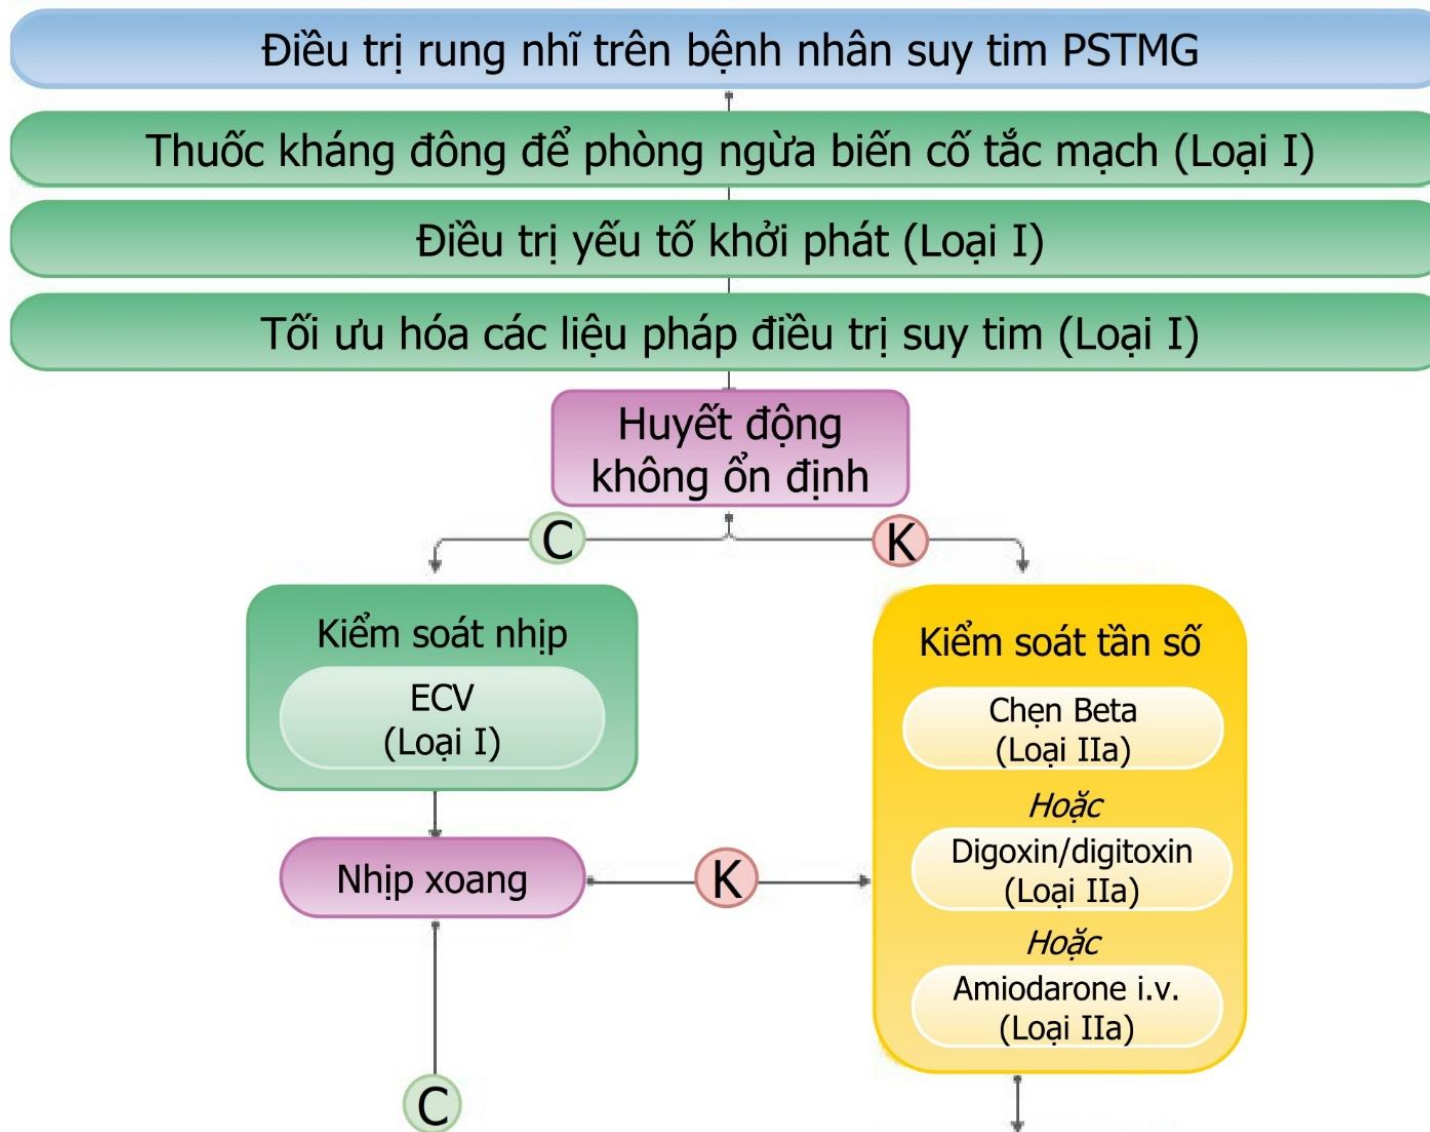 Điều trị rung nhĩ trên bệnh nhân suy tim PSTMG
Thuốc kháng đông để phòng ngừa biến cố tắc mạch (Loại I)
Điều trị yếu tố khởi phát (Loại I)
Tối ưu hóa các liệu pháp điều trị suy tim (Loại I)
Huyết động
không ổn định
C
K
Kiểm soát nhịp
ECV
(Loại I)
Kiểm soát tần số
Chẹn Beta
(Loại IIa)
Hoặc
Digoxin/digitoxin
(Loại IIa)
Hoặc
Amiodarone i.v.
(Loại IIa)
Nhịp xoang
K
C